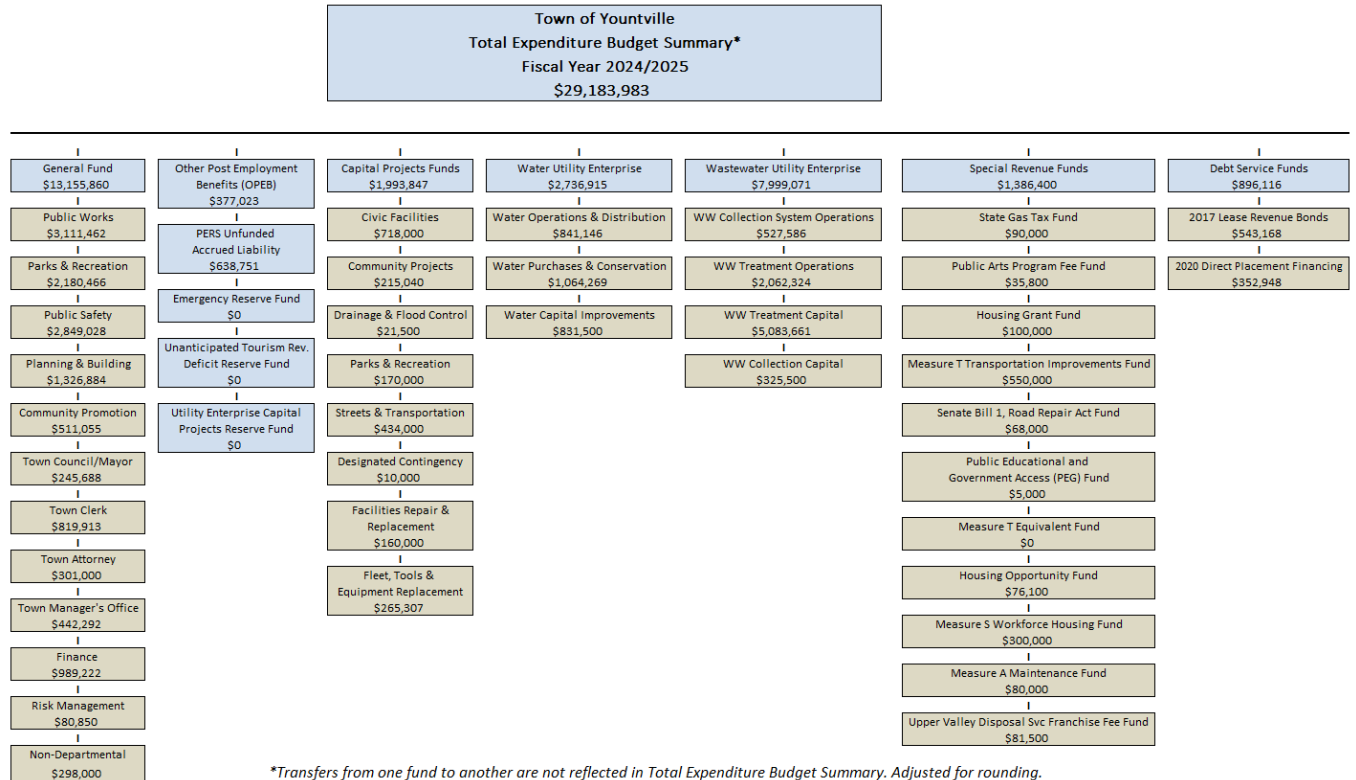 Town of Yountville
Total Expenditure Budget Summary*
Fiscal Year 2024/2025
$29,183,983
General Fund
$13,155,860
Public Works
$3,111,462
Parks & Recreation
$2,180,466
Public Safety
$2,849,028
Planning & Building
$1,326,884
Community Promotion
$511,055
Town Council/Mayor
$245,688
Town Clerk
$819,913
Town Attorney
$301,000
Town Manager's Office
$442,292
Finance
$989,222
Risk Management
$80,850
Non-Departmental
$298,000
Other Post Employment
Benefits (OPEB)
$377,023
PERS Unfunded
Accrued Liability
$638,751
Emergency Reserve Fund
$0
Unanticipated Tourism Rev.
Deficit Reserve Fund
$0
Utility Enterprise Capital
Projects Reserve Fund
$0
Capital Projects Funds
$1,993,847
Civic Facilities
$718,000
Community Projects
$215,040
Drainage & Flood Control
$21,500
Parks & Recreation
$170,000
Streets & Transportation
$434,000
Designated Contingency
$10,000
Facilities Repair &
Replacement
$160,000
Fleet, Tools &
Equipment Replacement
$265,307
Water Utility Enterprise
$2,736,915
Water Operations & Distribution
$841,146
Water Purchases & Conservation
$1,064,269
Water Capital Improvements
$831,500
Wastewater Utility Enterprise
$7,999,071
WW Collection System Operations
$527,586
WW Treatment Operations
$2,062,324
WW Treatment Capital
$5,083,661
WW Collection Capital
$325,500
Special Revenue Funds
$1,386,400
State Gas Tax Fund
$90,000
Public Arts Program Fee Fund
$35,800
Housing Grant Fund
$100,000
Measure T Transportation Improvements Fund
$550,000
Senate Bill 1, Road Repair Act Fund
$68,000
Public Educational and
Government Access (PEG) Fund
$5,000
Measure T Equivalent Fund
$0
Housing Opportunity Fund
$76,100
Measure S Workforce Housing Fund
$300,000
Measure A Maintenance Fund
$80,000
Upper Valley Disposal Svc Franchise Fee Fund
$81,500
Debt Service Funds
$896,116
2017 Lease Revenue Bonds
$543,168
2020 Direct Placement Financing
$352,948
*Transfers from one fund to another are not reflected in Total Expenditure Budget Summary. Adjusted for rounding.